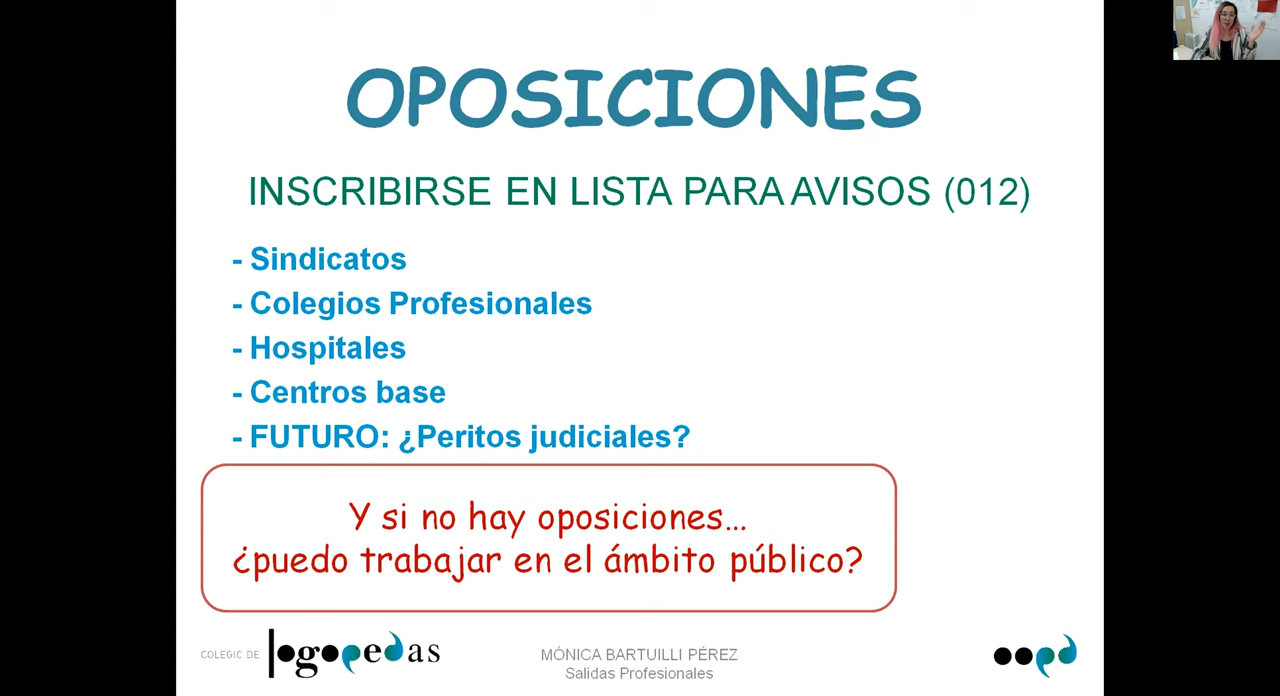 OPOSICIONES
INSCRIBIRSE EN LISTA PARA AVISOS (012)
- Sindicatos
- Colegios Profesionales
- Hospitales
- Centros base
- FUTURO: ¿Peritos judiciales?
Y si no hay oposiciones...
¿puedo trabajar en el ámbito público?
COLEGIC DE logopedas
MÓNICA BARTUILLI PÉREZ
Salidas Profesionales